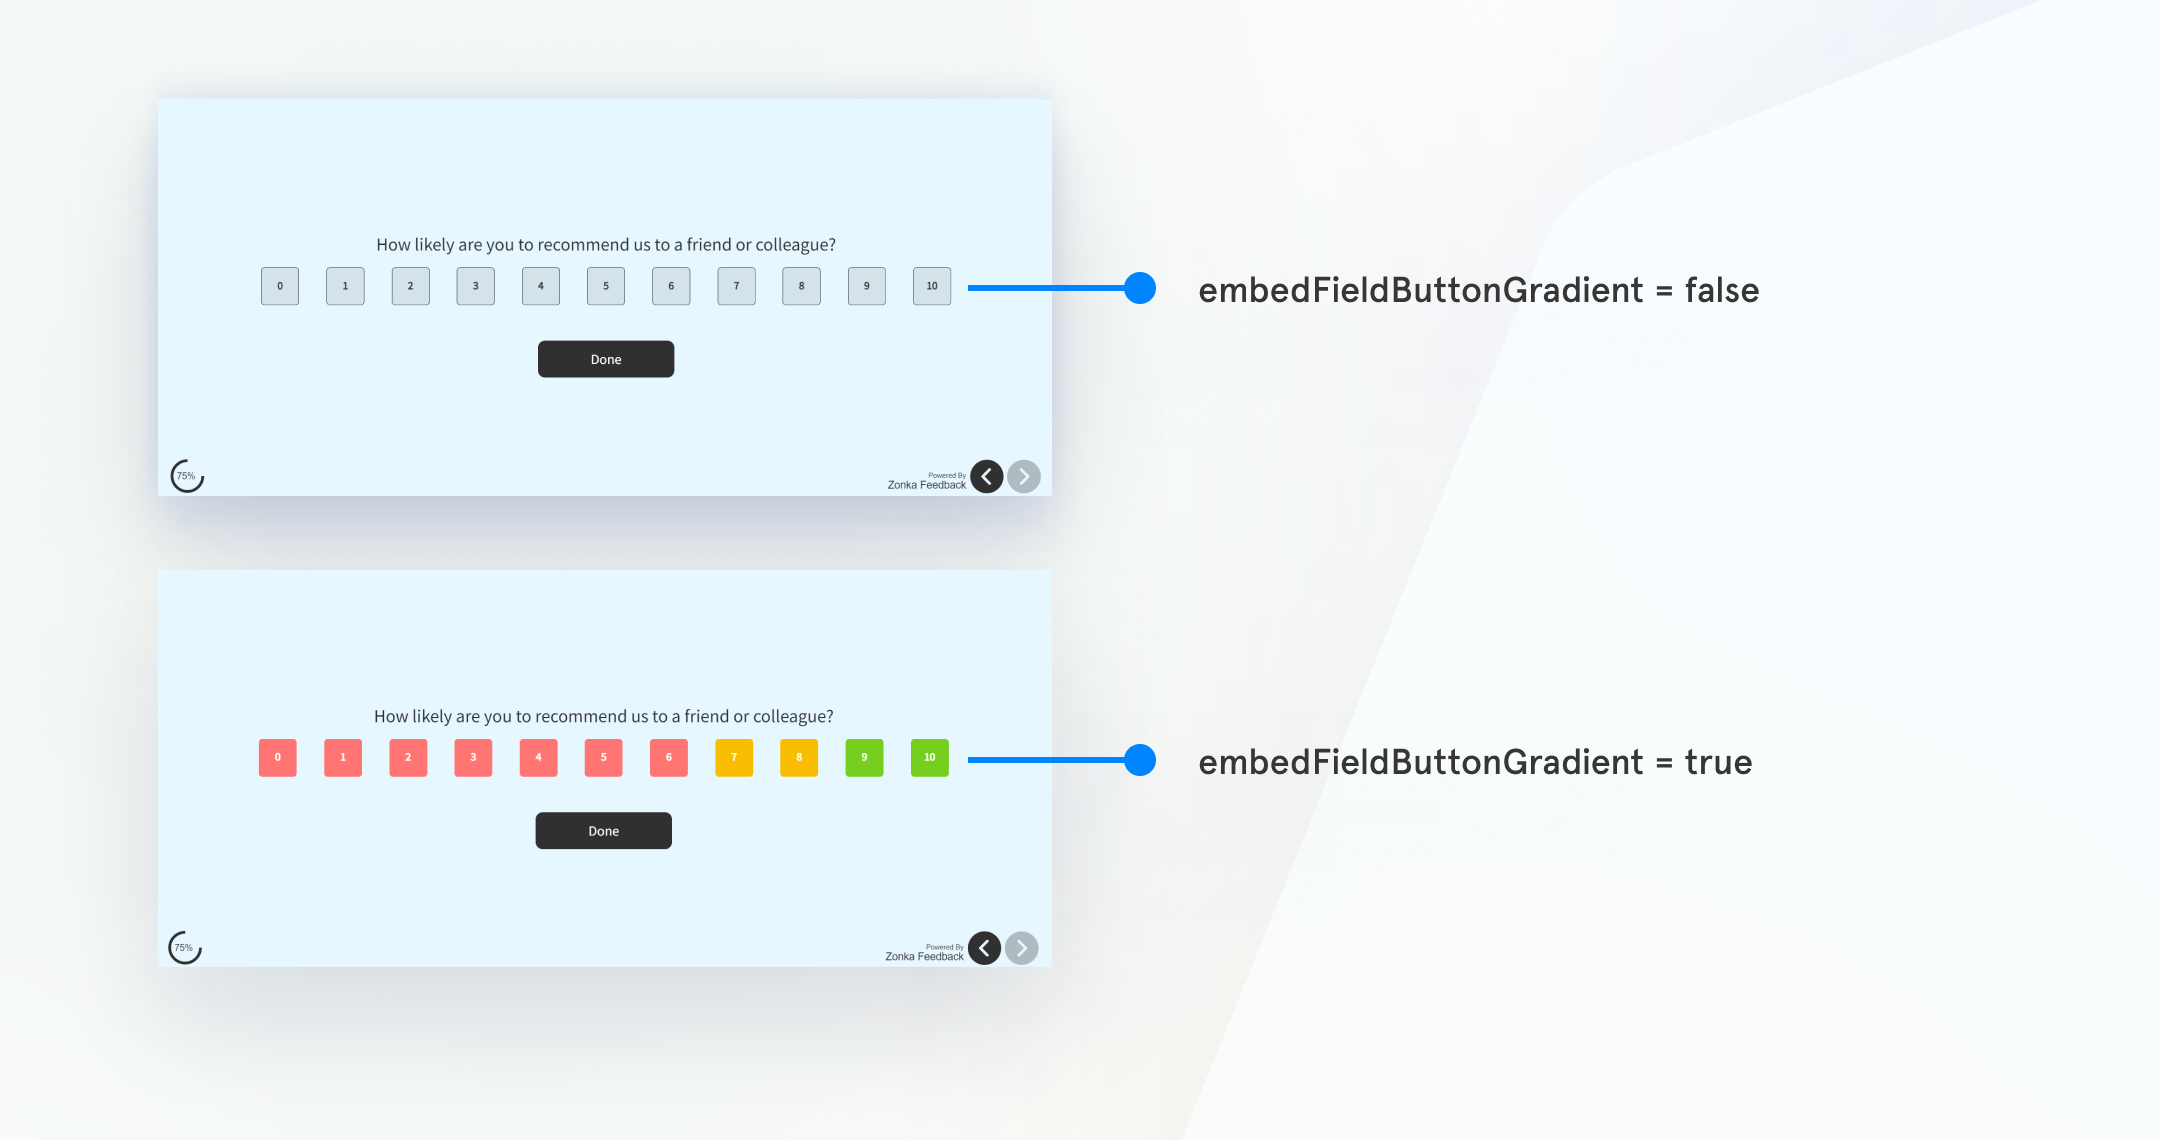 How likely are you to recommend us to a friend or colleague?
0 1 2 3 4 5 6 7 8 9 10
embedFieldButtonGradient = false
Done
75%
Powered By
Zonka Feedback
How likely are you to recommend us to a friend or colleague?
0 1 2 3 4 5 6 7 8 9 10
embedFieldButtonGradient = true
Done
75%
Powered By
Zonka Feedback